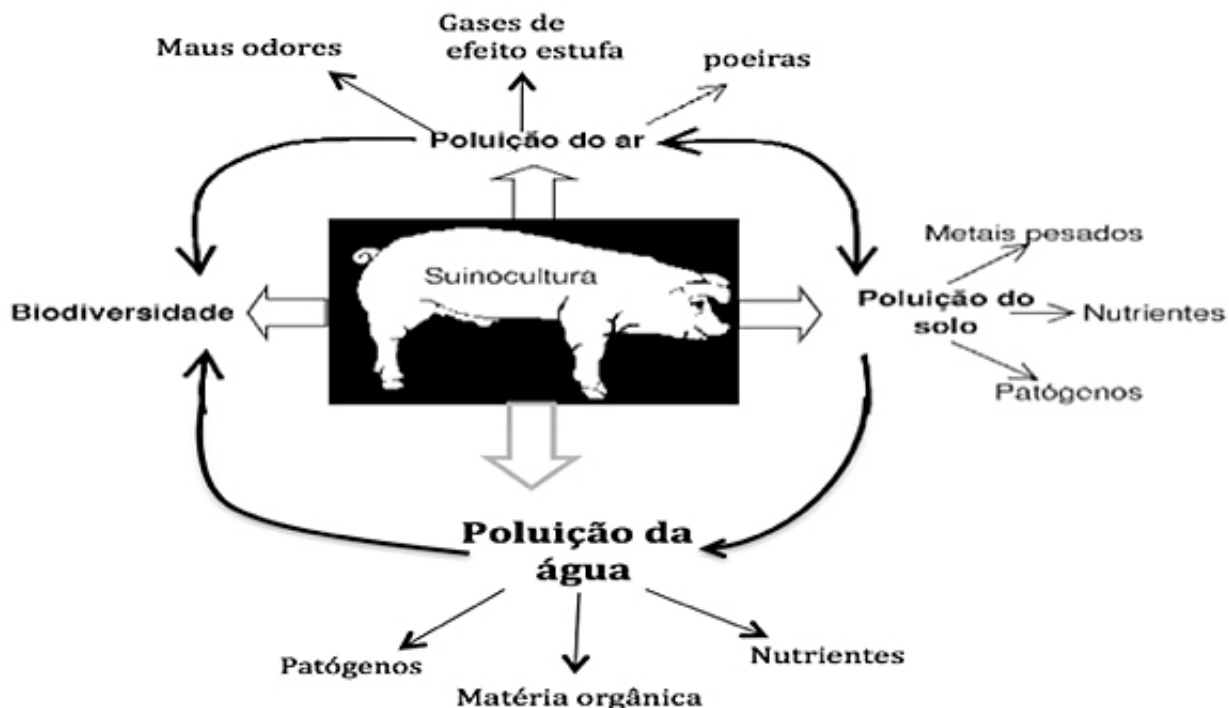 Gases de
efeito estufa
Maus odores
poeiras
Poluição do ar
Metais pesados
Suinocultura
Biodiversidade
Poluição do
solo
Nutrientes
Patógenos
Poluição da
água
Patógenos
Nutrientes
Matéria orgânica